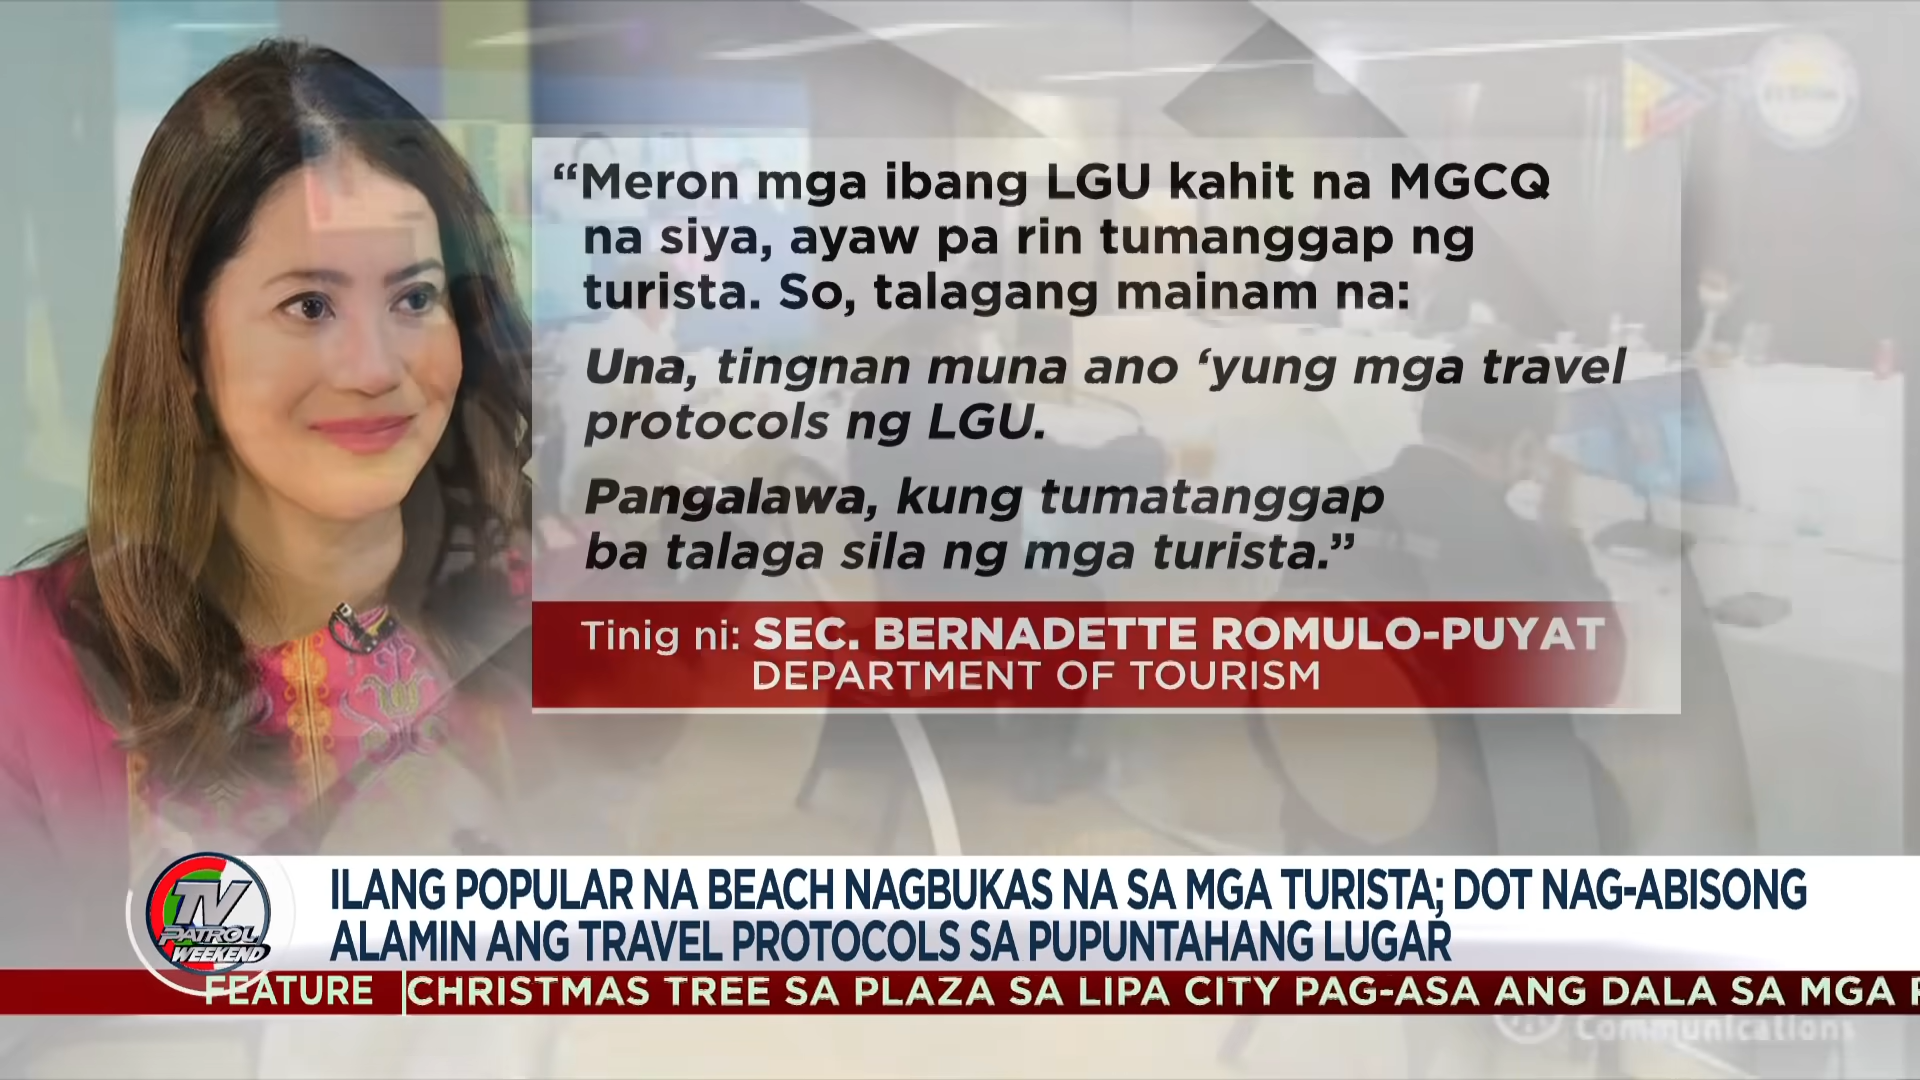 “Meron mga ibang LGU kahit na MGCQ
na siya, ayaw pa rin tumanggap ng
turista. So, talagang mainam na:
Una, tingnan muna ano ‘yung mga travel
protocols ng LGU.
Pangalawa, kung tumatanggap
ba talaga sila ng mga turista.”
Tinig ni: SEC. BERNADETTE ROMULO-PUYAT
DEPARTMENT OF TOURISM
TV
PATROL
WEEKEND
ILANG POPULAR NA BEACH NAGBUKAS NA SA MGA TURISTA; DOT NAG-ABISONG
ALAMIN ANG TRAVEL PROTOCOLS SA PUPUNTAHANG LUGAR
FEATURE | CHRISTMAS TREE SA PLAZA SA LIPA CITY PAG-ASA ANG DALA SA MGA
Communications